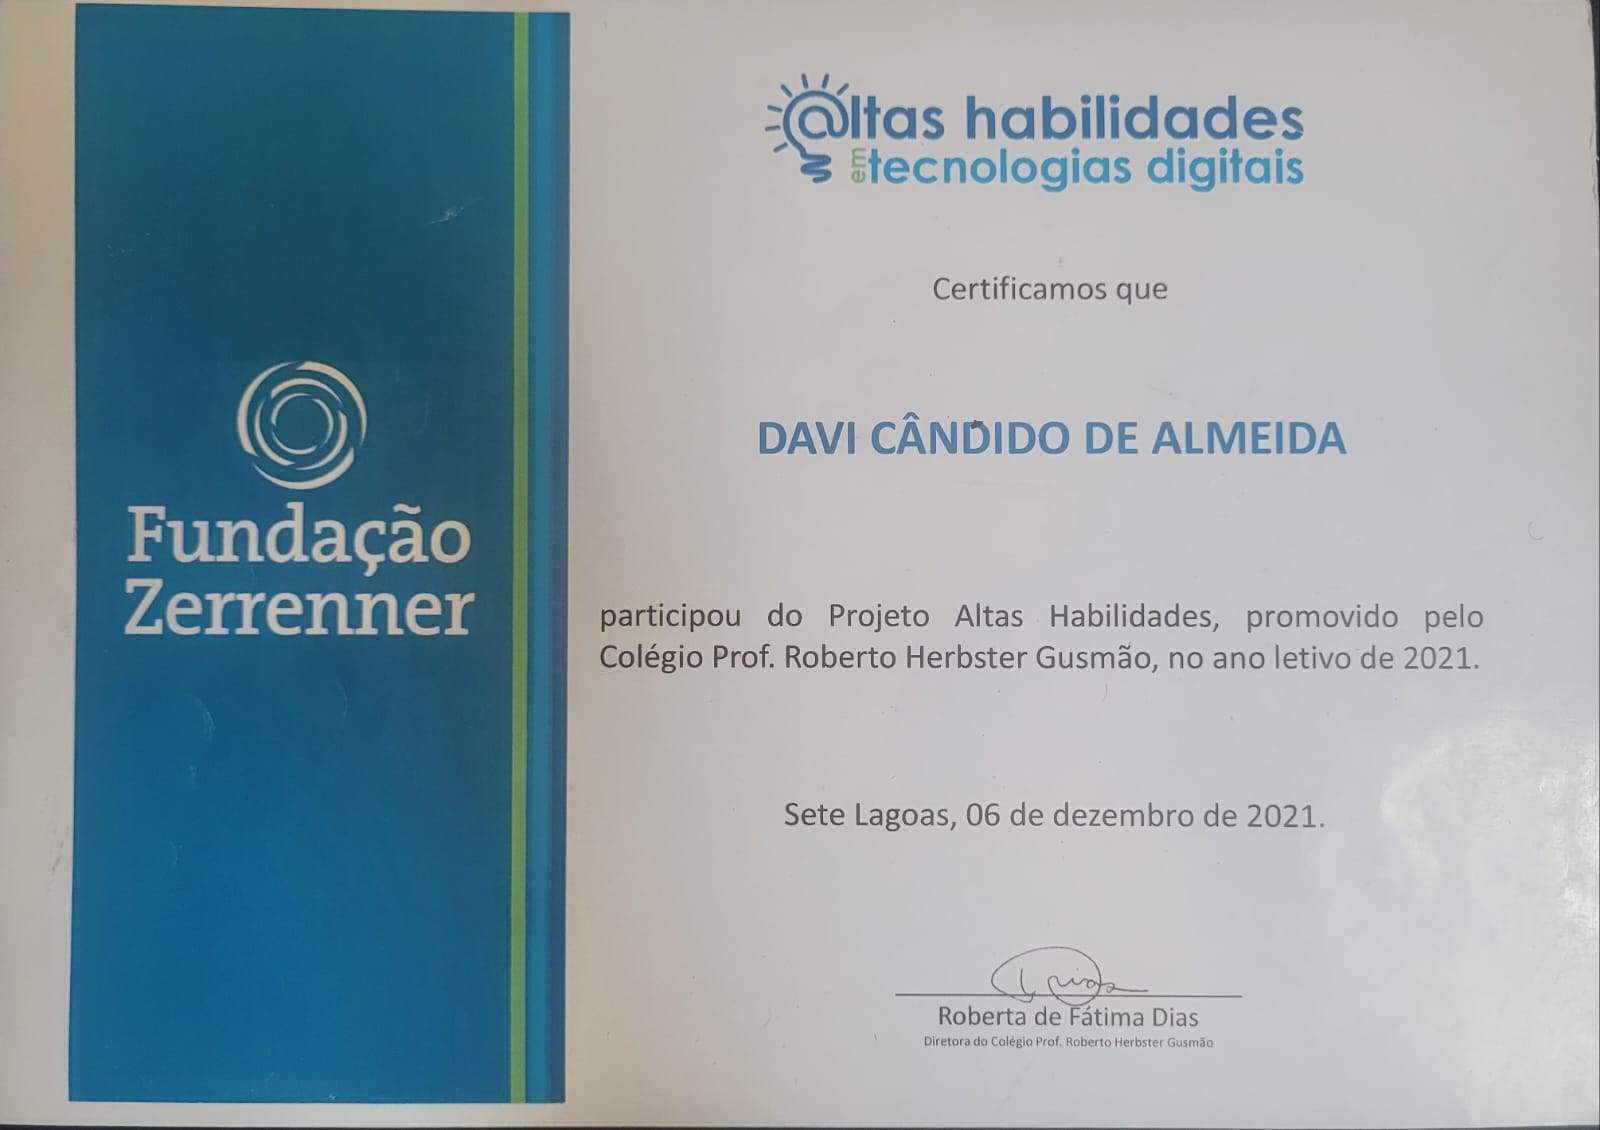 Fundação
Zerrenner
@ltas habilidades
em tecnologias digitais
Certificamos que
DAVI CÂNDIDO DE ALMEIDA
participou do Projeto Altas Habilidades, promovido pelo
Colégio Prof. Roberto Herbster Gusmão, no ano letivo de 2021.
Sete Lagoas, 06 de dezembro de 2021.
Roberta de Fátima Dias
Diretora do Colégio Prof. Roberto Herbster Gusmão